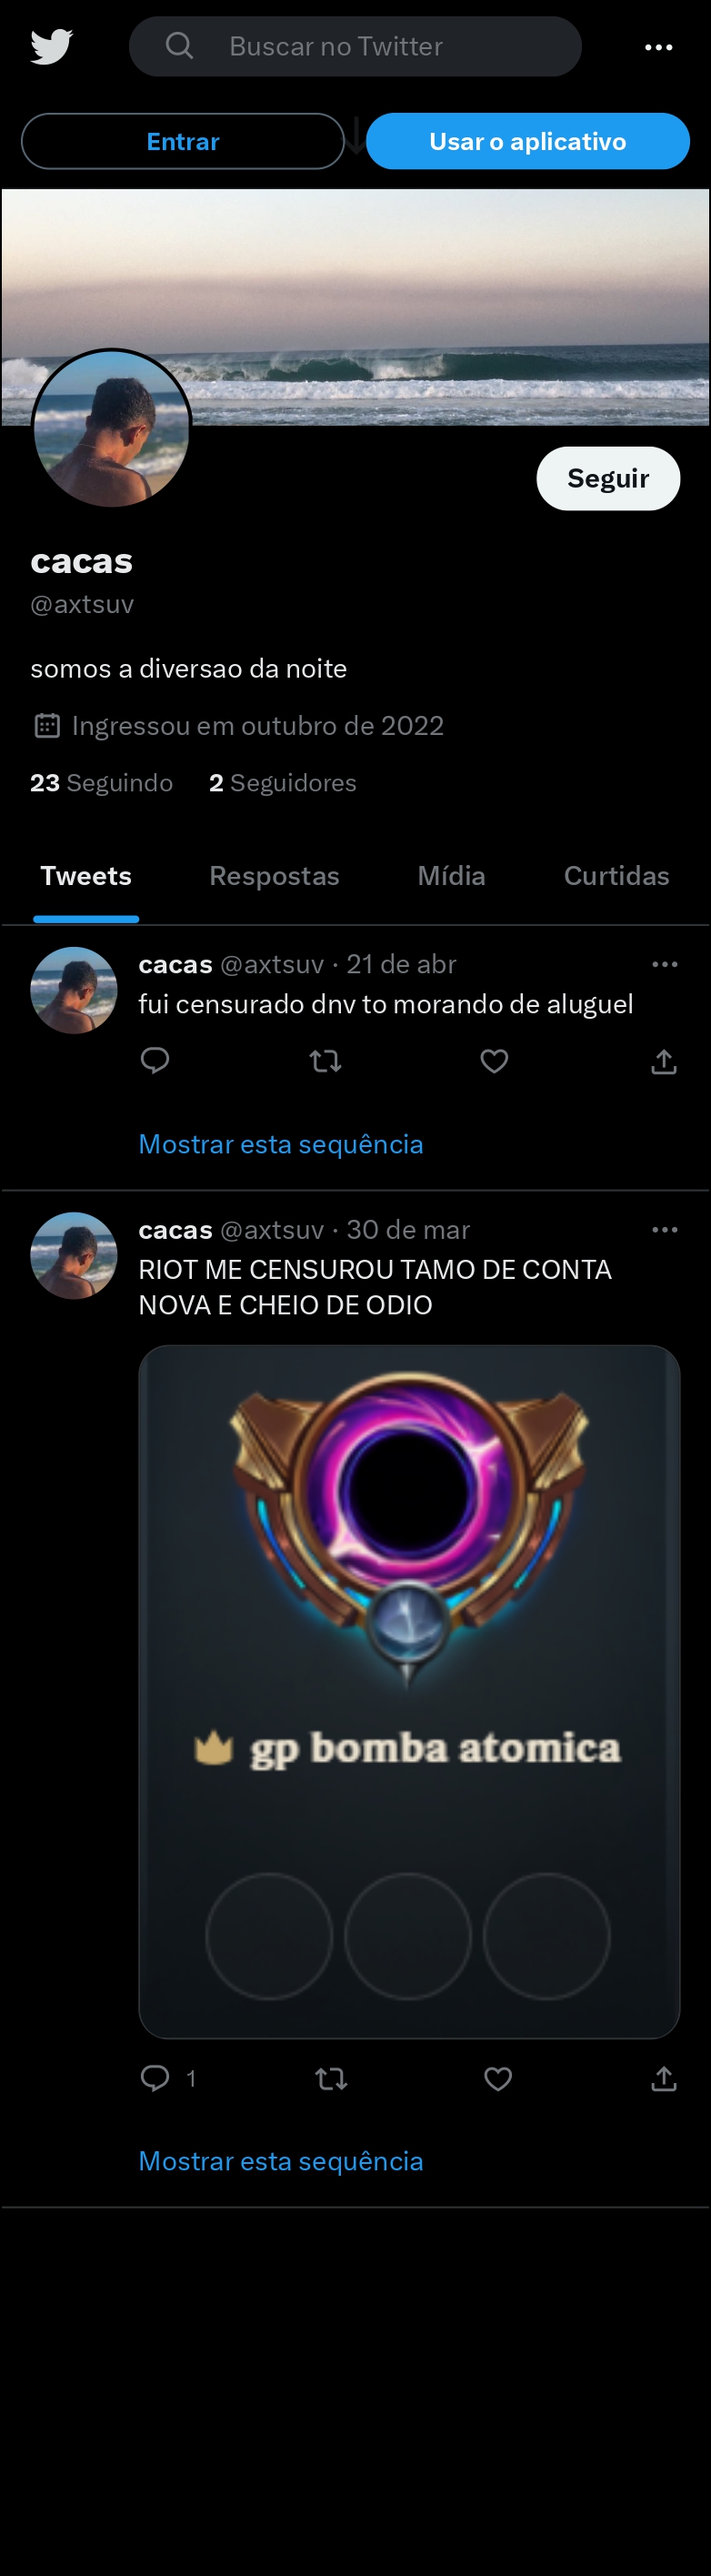 Buscar no Twitter
Entrar
Usar o aplicativo
Seguir
cacas
@axtsuv
somos a diversao da noite
Ingressou em outubro de 2022
23 Seguindo 2 Seguidores
Tweets Respostas Mídia Curtidas
cacas @axtsuv · 21 de abr
fui censurado dnv to morando de aluguel
Mostrar esta sequência
cacas @axtsuv · 30 de mar
RIOT ME CENSUROU TAMO DE CONTA
NOVA E CHEIO DE ODIO
gp bomba atomica
1
Mostrar esta sequência